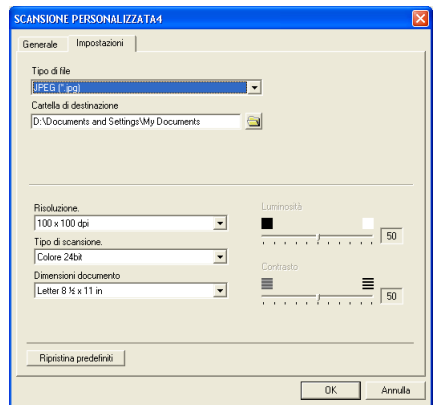 SCANSIONE PERSONALIZZATA4
Generale
Impostazioni
Tipo di file
JPEG (*.jpg)
Cartella di destinazione
D:\Documents and Settings\My Documents
Risoluzione.
100 x 100 dpi
Tipo di scansione.
Colore 24bit
Dimensioni documento
Letter 8 ½ x 11 in
Luminosità
50
Contrasto
50
Ripristina predefiniti
OK
Annulla